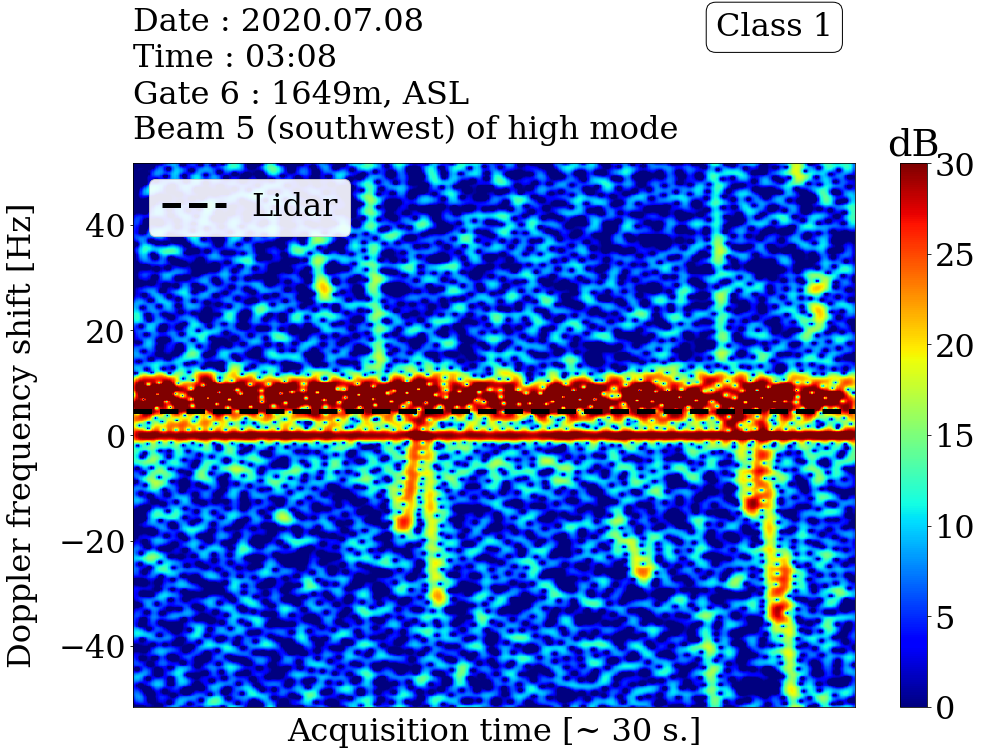 Date : 2020.07.08
Class 1
Time : 03:08
Gate 6 : 1649m, ASL
Beam 5 (southwest) of high mode
dB
Lidar
40
20
0
−20
−40
Doppler frequency shift [Hz]
Acquisition time [~ 30 s.]
30
25
20
15
10
5
0